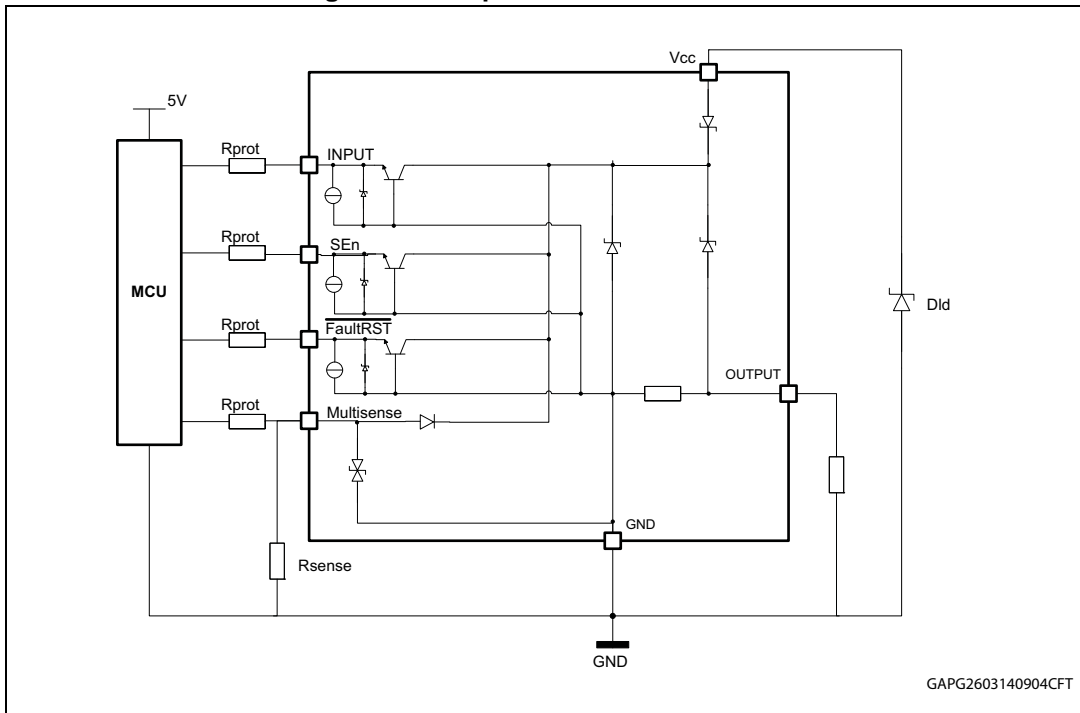 Vcc
5V
Rprot
INPUT
Rprot
SEn
MCU
Rprot
FaultRST
Dld
OUTPUT
Rprot
Multisense
GND
Rsense
GND
GAPG2603140904CFT